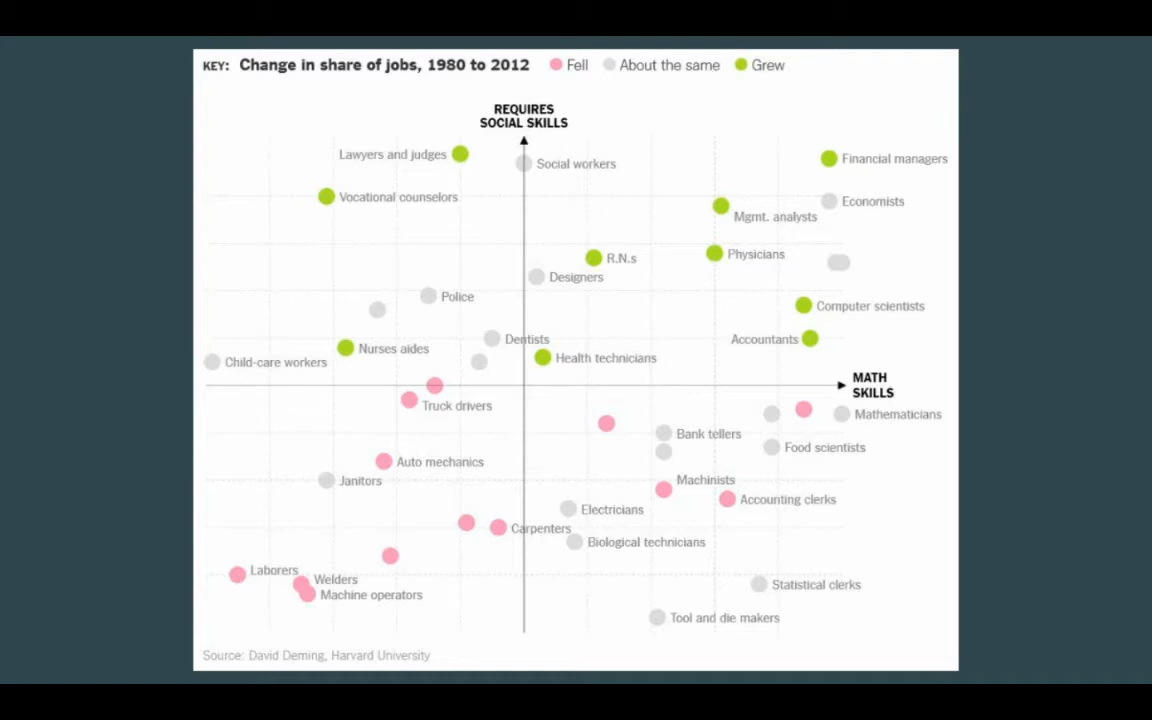 KEY: Change in share of jobs, 1980 to 2012 Fell About the same Grew
REQUIRES
SOCIAL SKILLS
Lawyers and judges
Social workers
Financial managers
Vocational counselors
Economists
Mgmt. analysts
Physicians
R.N.s
Designers
Police
Computer scientists
Dentists
Accountants
Nurses aides
Health technicians
Child-care workers
MATH
SKILLS
Truck drivers
Mathematicians
Bank tellers
Food scientists
Auto mechanics
Janitors
Machinists
Accounting clerks
Electricians
Carpenters
Biological technicians
Laborers
Welders
Statistical clerks
Machine operators
Tool and die makers
Source: David Deming, Harvard University